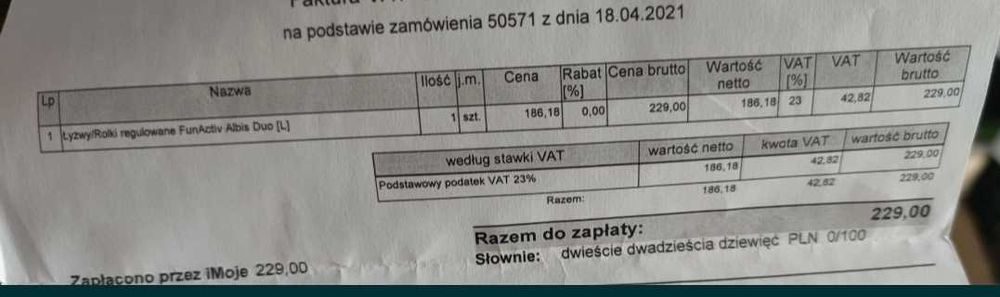 na podstawie zamówienia 50571 z dnia 18.04.2021
Lp Nazwa Ilość j.m. Cena Rabat [%] Cena brutto Wartość netto VAT [%] VAT Wartość brutto
1 Łyzwy/Rolki regulowane FunActiv Albis Duo [L] 1 szt. 186,18 0,00 229,00 186,18 23 42,82 229,00
według stawki VAT wartość netto kwota VAT wartość brutto
Podstawowy podatek VAT 23% 186,18 42,82 229,00
Razem: 186,18 42,82 229,00
Razem do zapłaty: 229,00
Słownie: dwieście dwadzieścia dziewięć PLN 0/100
Zapłacono przez iMoje 229,00